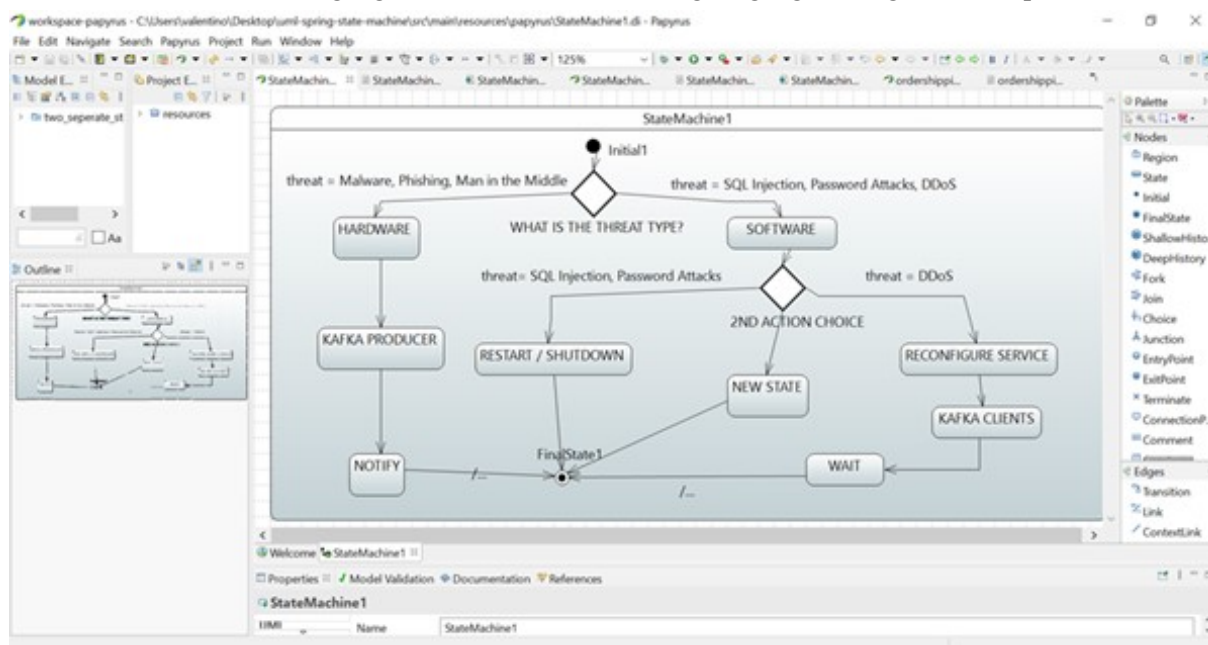 workspace-papyrus - C:\Users\valentino\Desktop\uml-spring-state-machine\src\main\resources\papyrus\StateMachine1.di - Papyrus
File Edit Navigate Search Papyrus Project Run Window Help
125%
Model E...
Project E...
StateMachin...
StateMachin...
StateMachin...
StateMachin...
StateMachin...
StateMachin...
ordershippi...
ordershippi...
two_seperate_st
resources
Aa
Outline
StateMachine1
Initial1
threat = Malware, Phishing, Man in the Middle
threat = SQL Injection, Password Attacks, DDoS
HARDWARE
WHAT IS THE THREAT TYPE?
SOFTWARE
threat= SQL Injection, Password Attacks
threat = DDoS
2ND ACTION CHOICE
KAFKA PRODUCER
RESTART / SHUTDOWN
RECONFIGURE SERVICE
NEW STATE
KAFKA CLIENTS
NOTIFY
FinalState1
WAIT
/...
/...
Palette
Nodes
Region
State
Initial
FinalState
ShallowHisto
DeepHistory
Fork
Join
Choice
Junction
EntryPoint
ExitPoint
Terminate
ConnectionP.
Comment
Edges
Transition
Link
ContextLink
Welcome
StateMachine1
Properties
Model Validation
Documentation
References
StateMachine1
UML
Name
StateMachine1